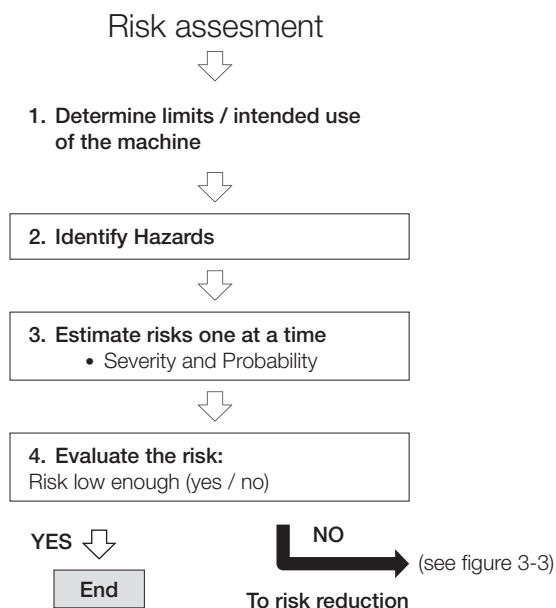 Risk assesment
1. Determine limits / intended use
of the machine
2. Identify Hazards
3. Estimate risks one at a time
• Severity and Probability
4. Evaluate the risk:
Risk low enough (yes / no)
YES
NO
(see figure 3-3)
End
To risk reduction